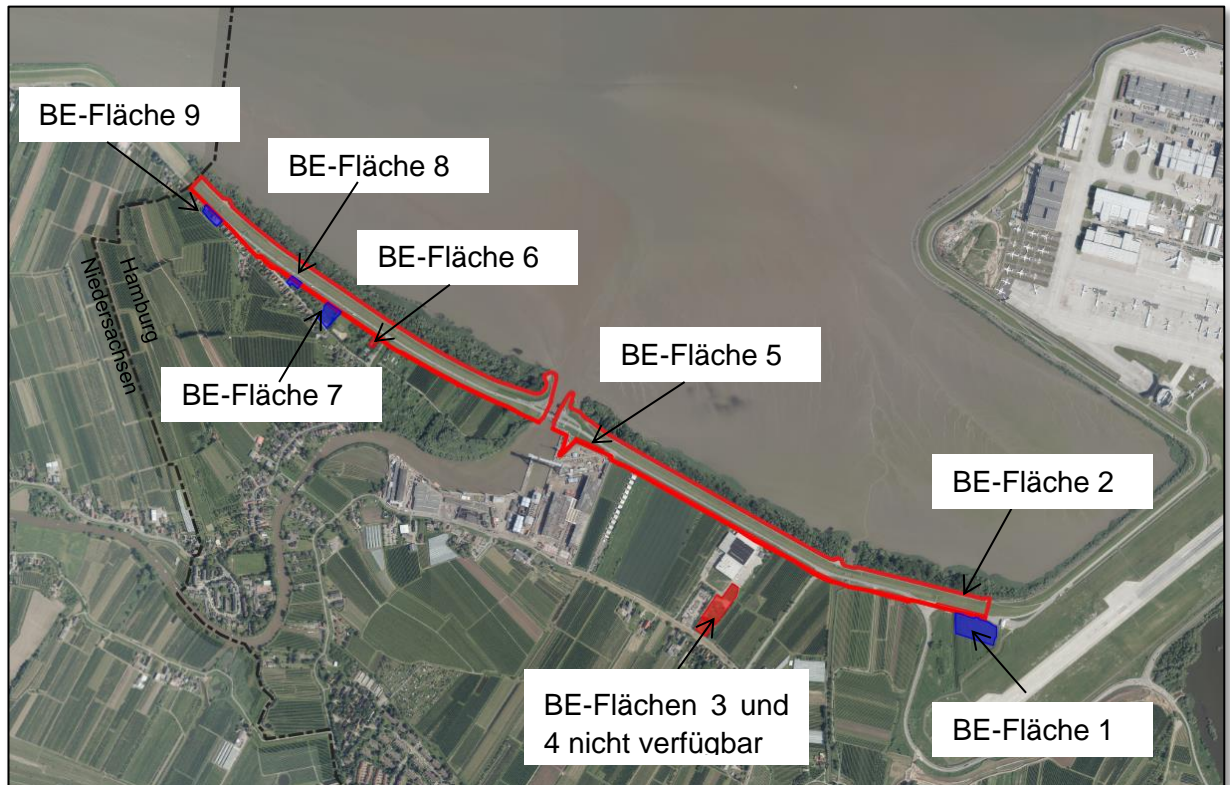 BE-Fläche 9
BE-Fläche 8
BE-Fläche 6
Hamburg
Niedersachsen
BE-Fläche 5
BE-Fläche 7
BE-Fläche 2
BE-Flächen 3 und
4 nicht verfügbar
BE-Fläche 1